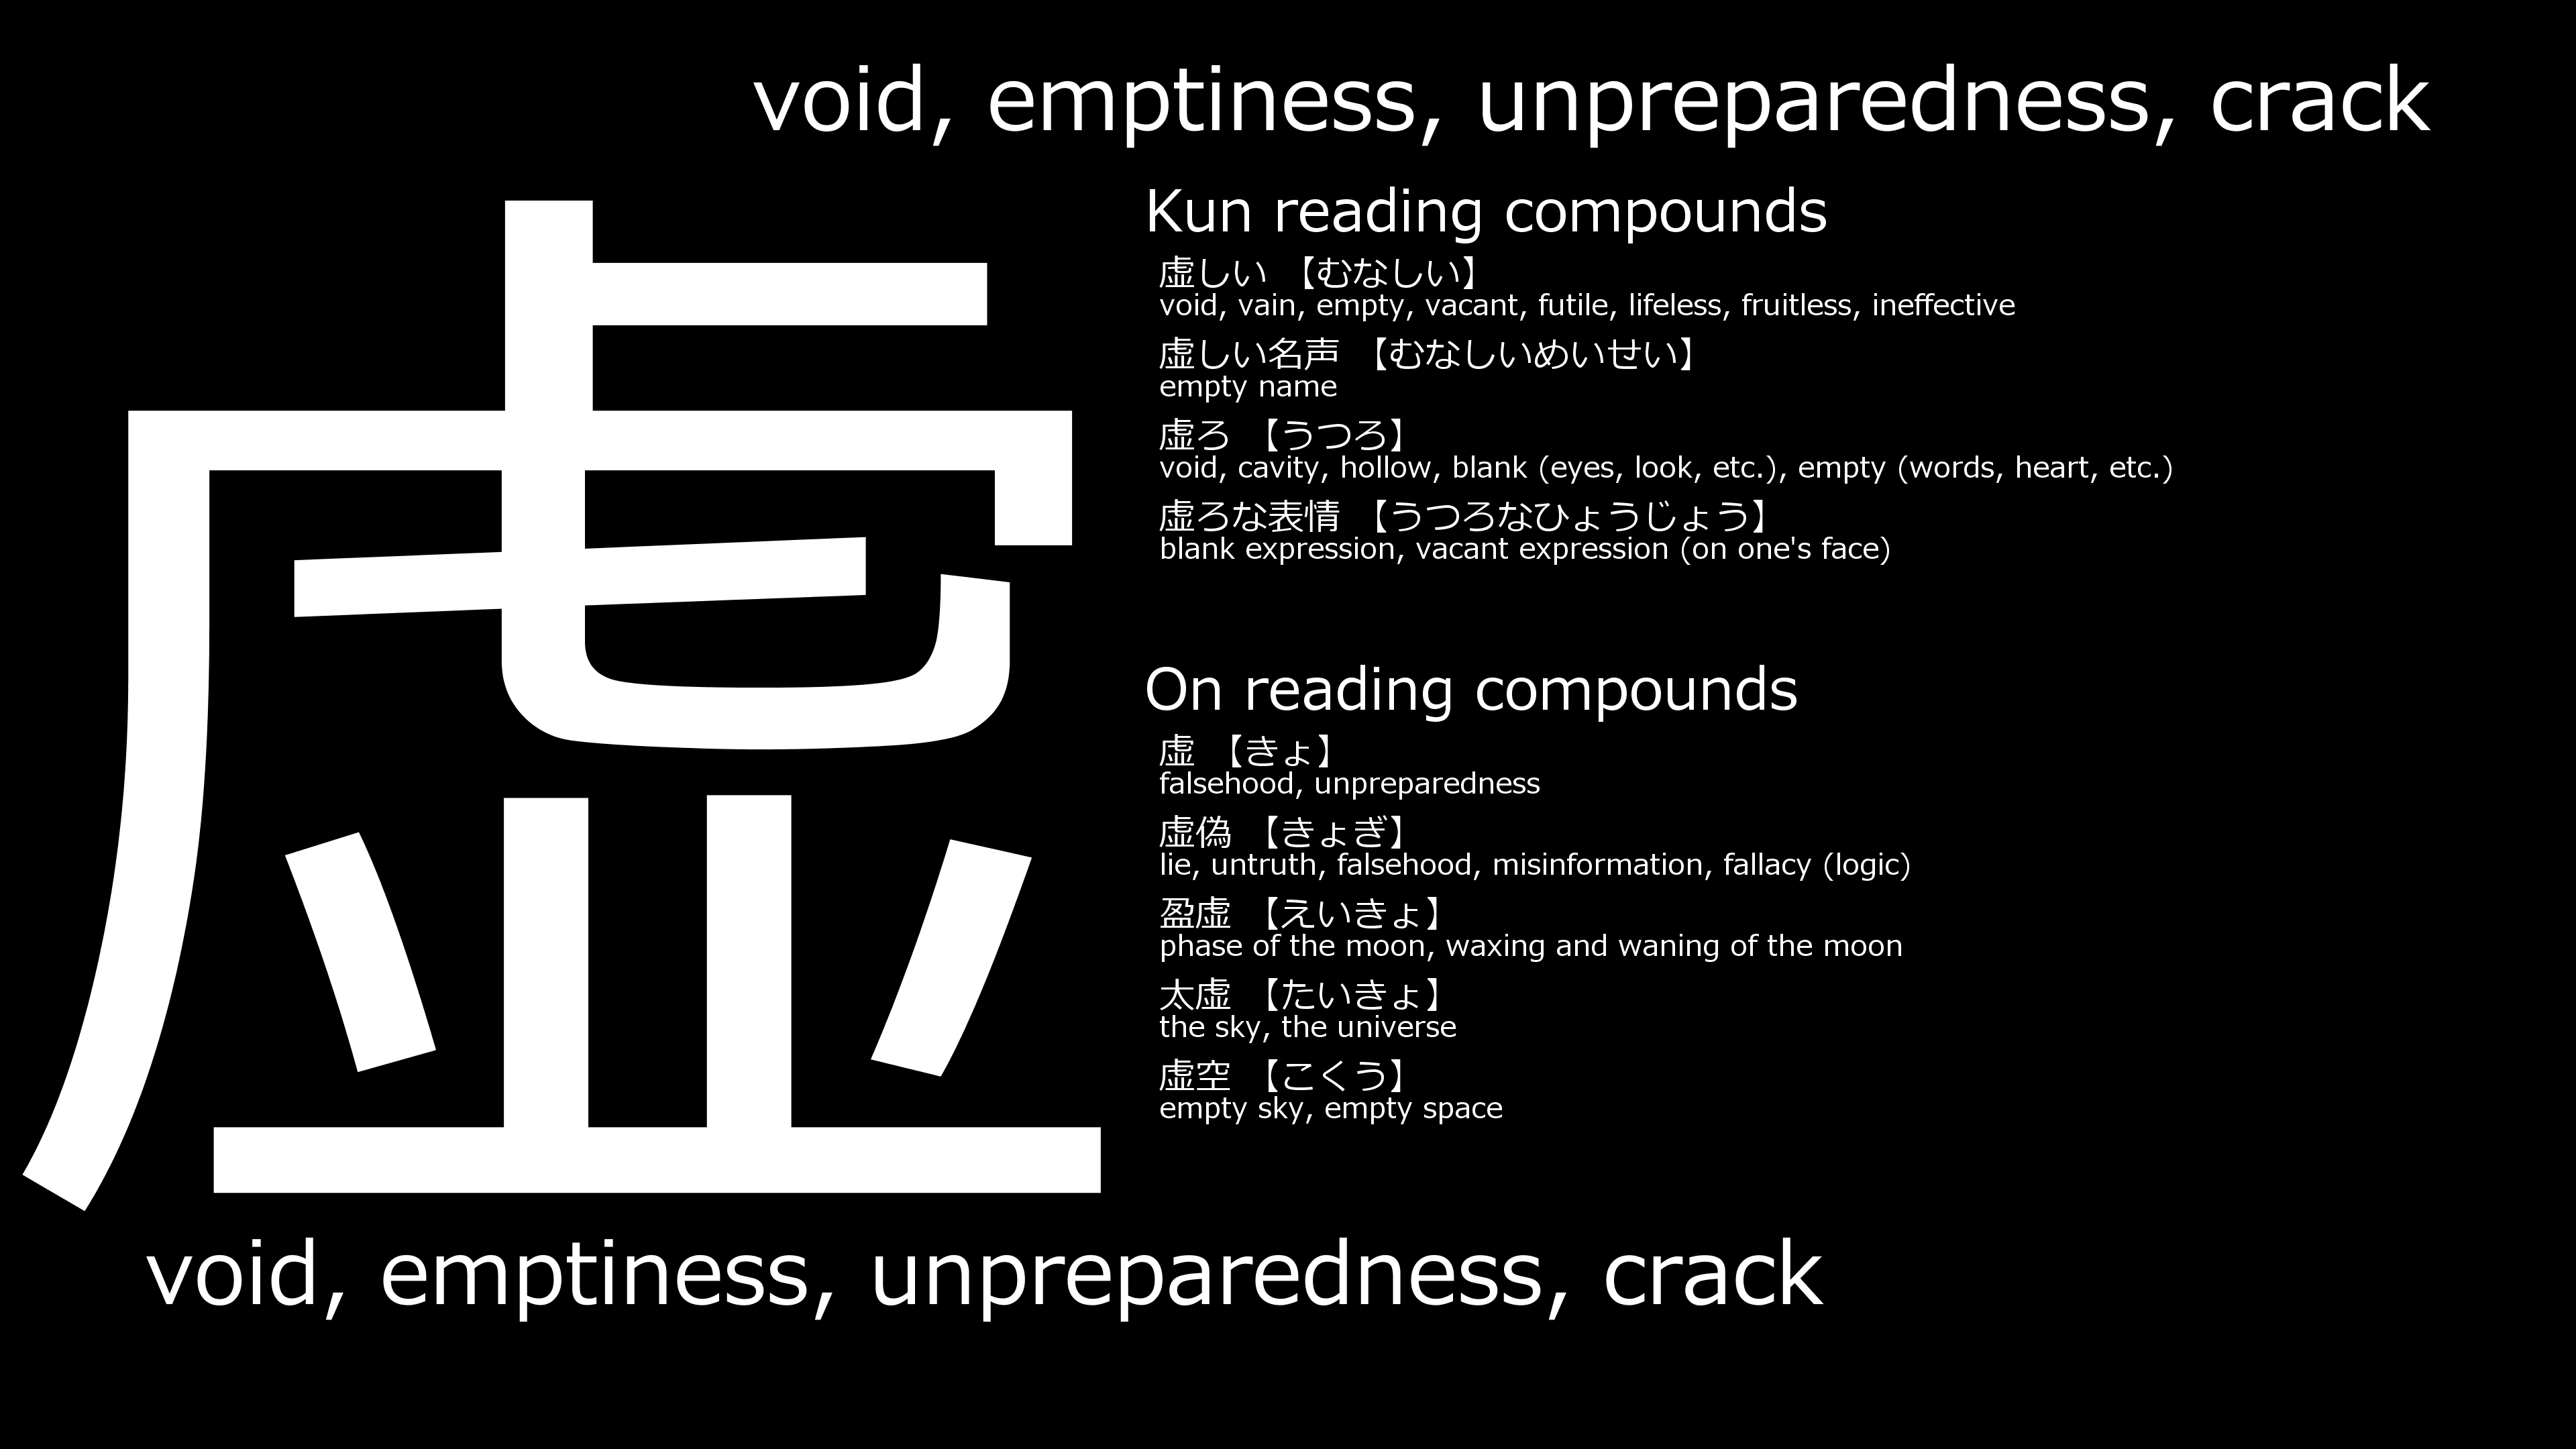 void, emptiness, unpreparedness, crack
虚
Kun reading compounds
虚しい 【むなしい】
void, vain, empty, vacant, futile, lifeless, fruitless, ineffective
虚しい名声 【むなしいめいせい】
empty name
虚ろ 【うつろ】
void, cavity, hollow, blank (eyes, look, etc.), empty (words, heart, etc.)
虚ろな表情 【うつろなひょうじょう】
blank expression, vacant expression (on one's face)
On reading compounds
虚 【きょ】
falsehood, unpreparedness
虚偽 【きょぎ】
lie, untruth, falsehood, misinformation, fallacy (logic)
盈虚 【えいきょ】
phase of the moon, waxing and waning of the moon
太虚 【たいきょ】
the sky, the universe
虚空 【こくう】
empty sky, empty space
void, emptiness, unpreparedness, crack